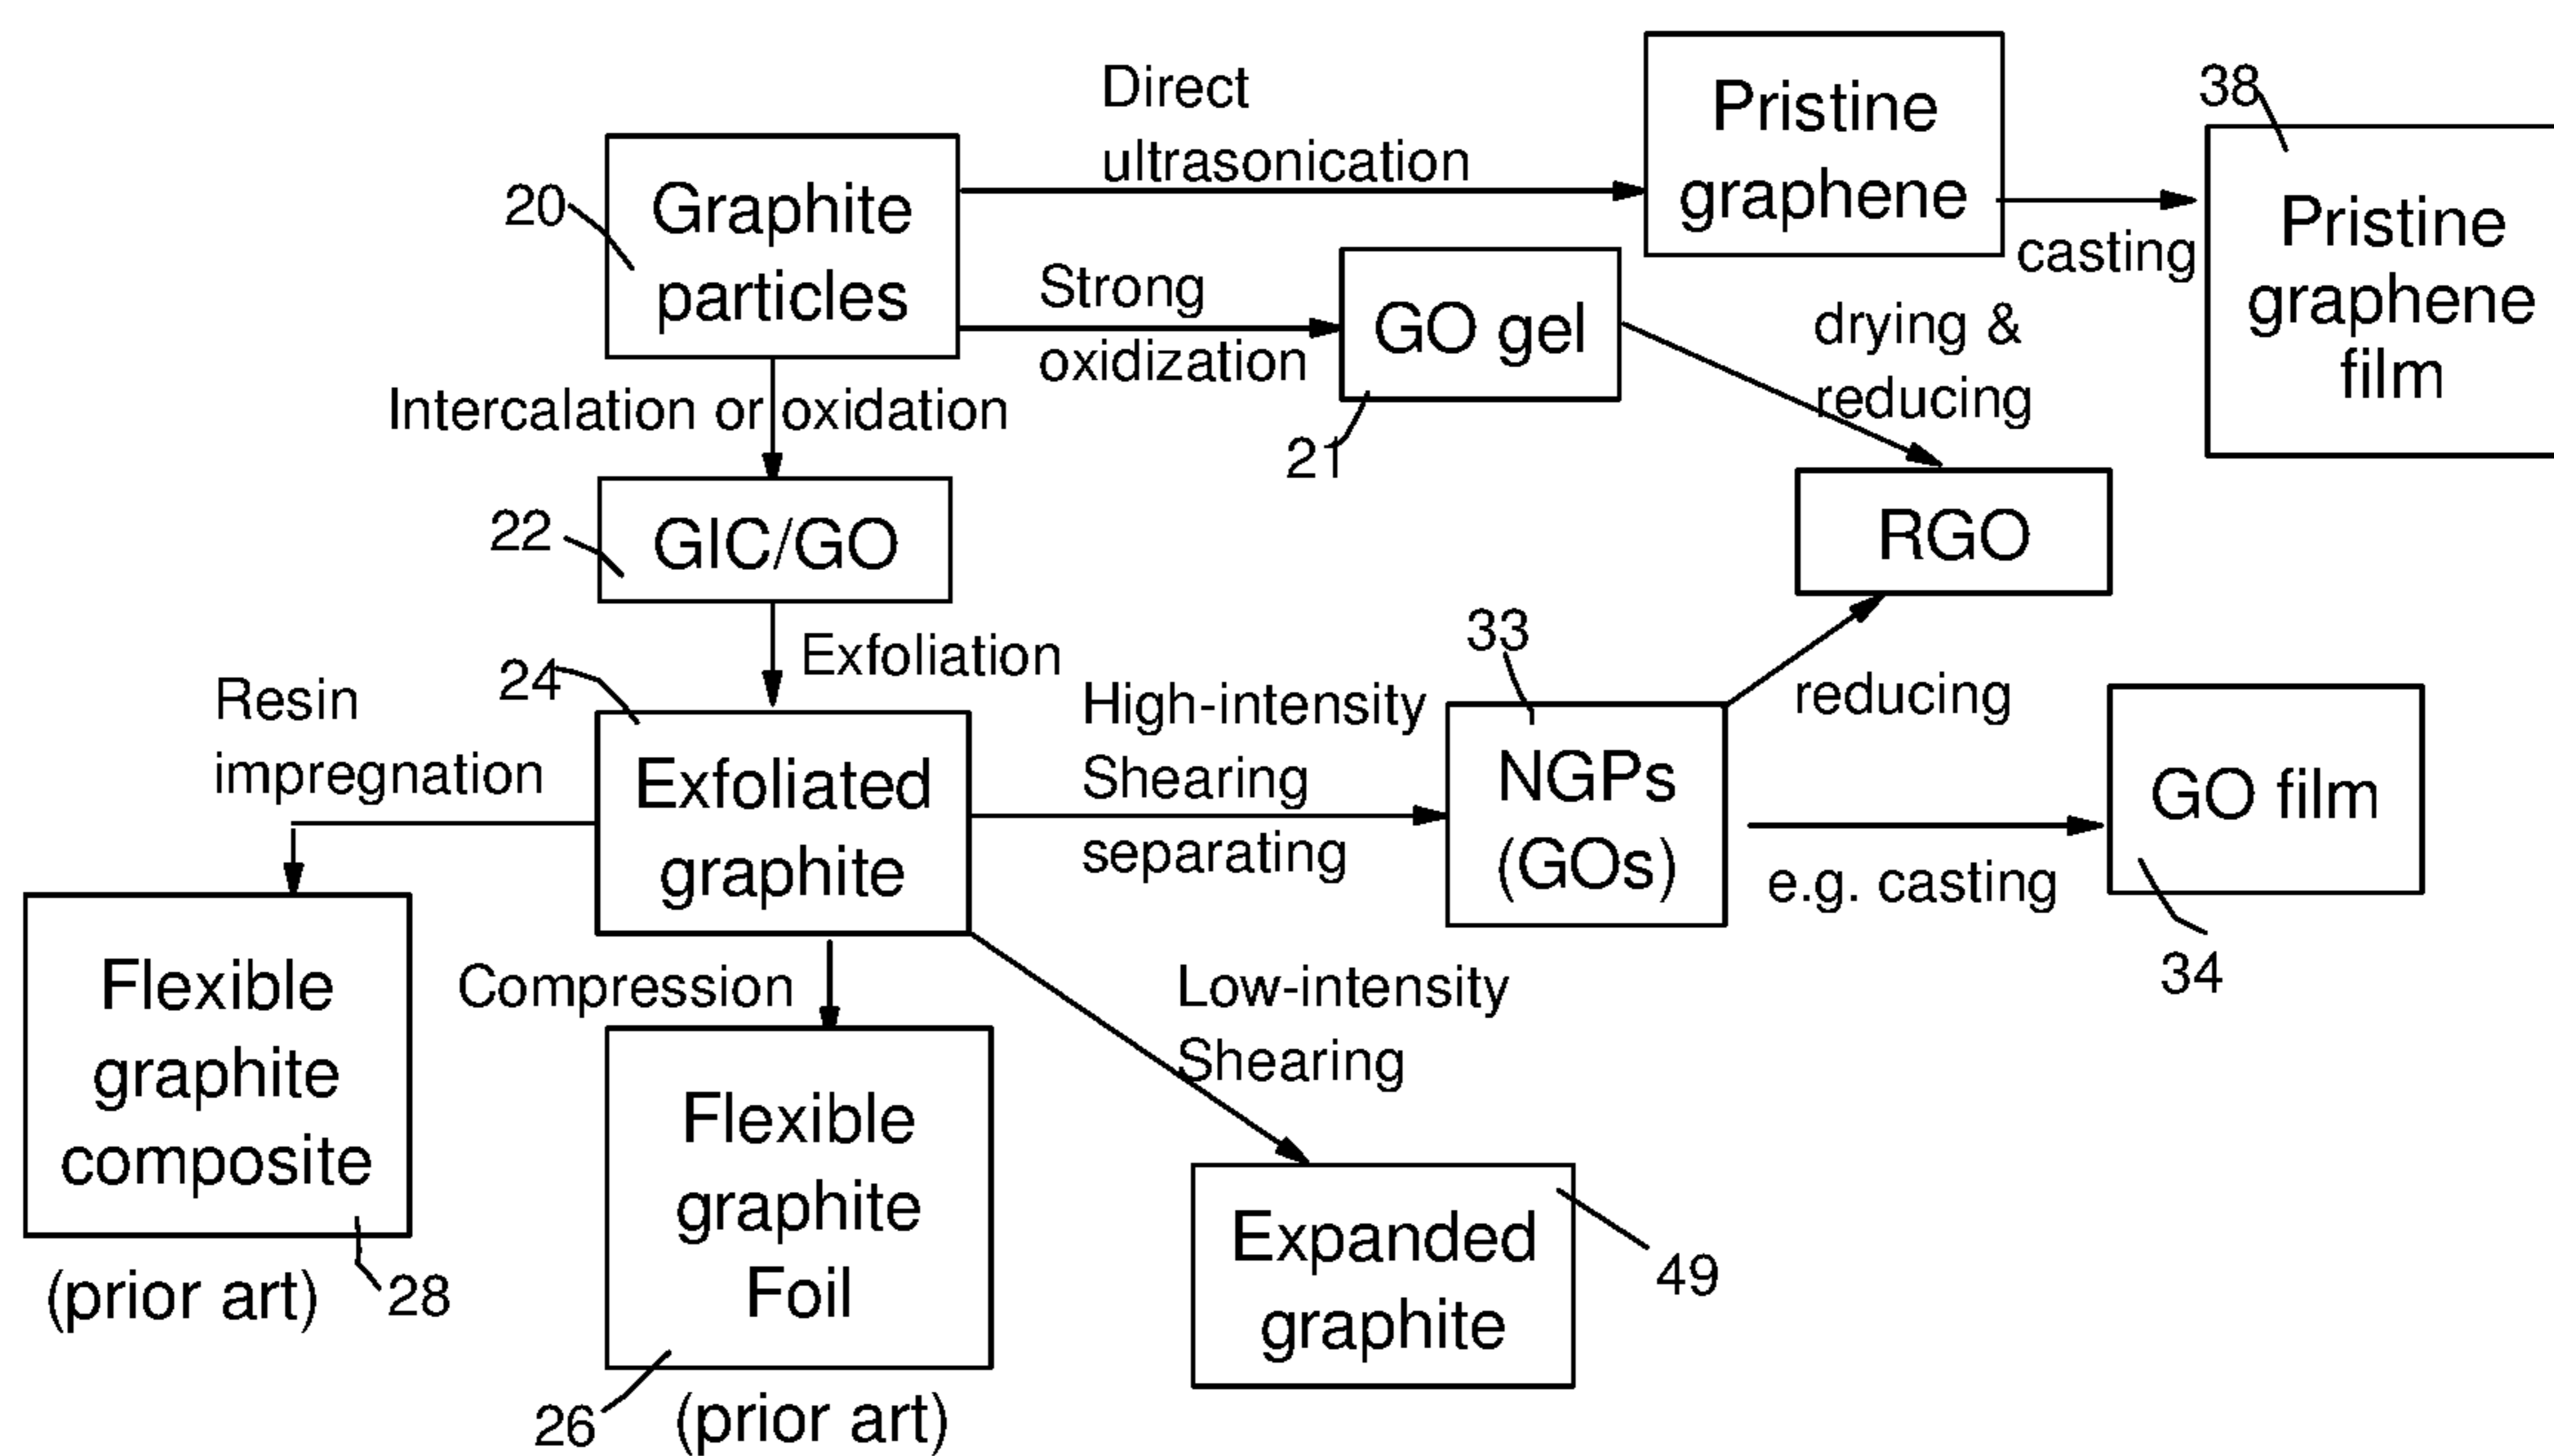 Direct
ultrasonication
Pristine
graphene
38
casting
Pristine
graphene
film
20
Graphite
particles
Strong
oxidization
GO gel
21
drying &
reducing
Intercalation or oxidation
22
GIC/GO
RGO
Exfoliation
24
33
Resin
impregnation
Exfoliated
graphite
High-intensity
Shearing
separating
NGPs
(GOs)
reducing
GO film
e.g. casting
34
Flexible
graphite
composite
(prior art)
28
Compression
Flexible
graphite
Foil
26
(prior art)
Low-intensity
Shearing
Expanded
graphite
49